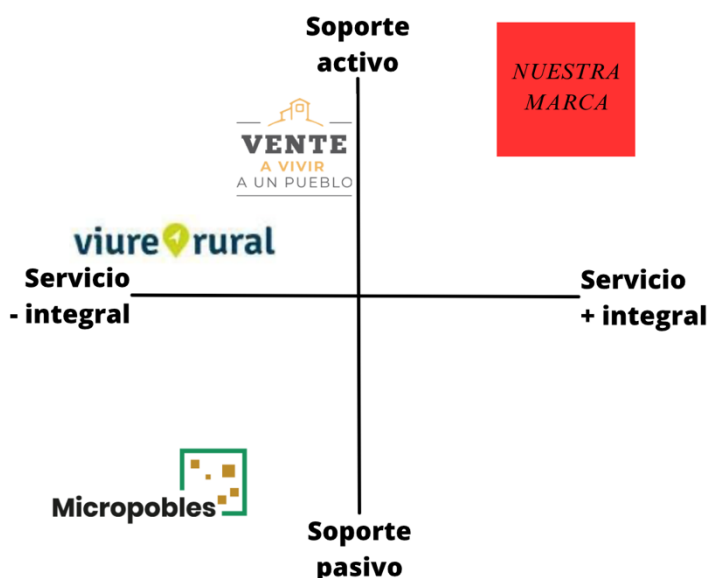 Soporte
activo
NUESTRA
MARCA
VENTE
A VIVIR
A UN PUEBLO
viure rural
Servicio
- integral
Servicio
+ integral
Micropobles
Soporte
pasivo